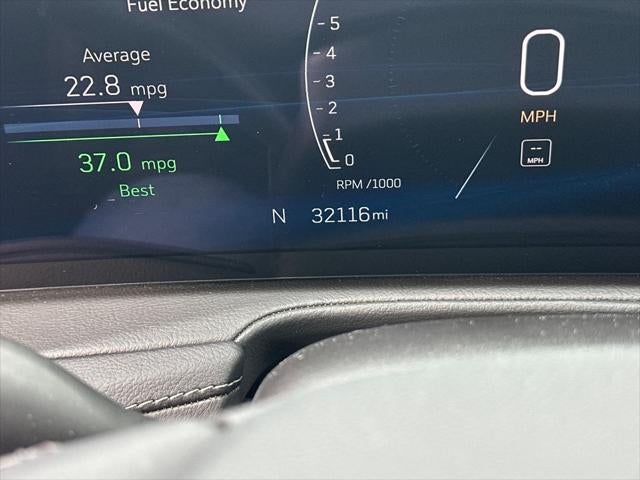 Fuel Economy
Average
22.8 mpg
37.0 mpg
Best
5
4
3
2
1
0
RPM /1000
N 32116 mi
0
MPH
--
MPH